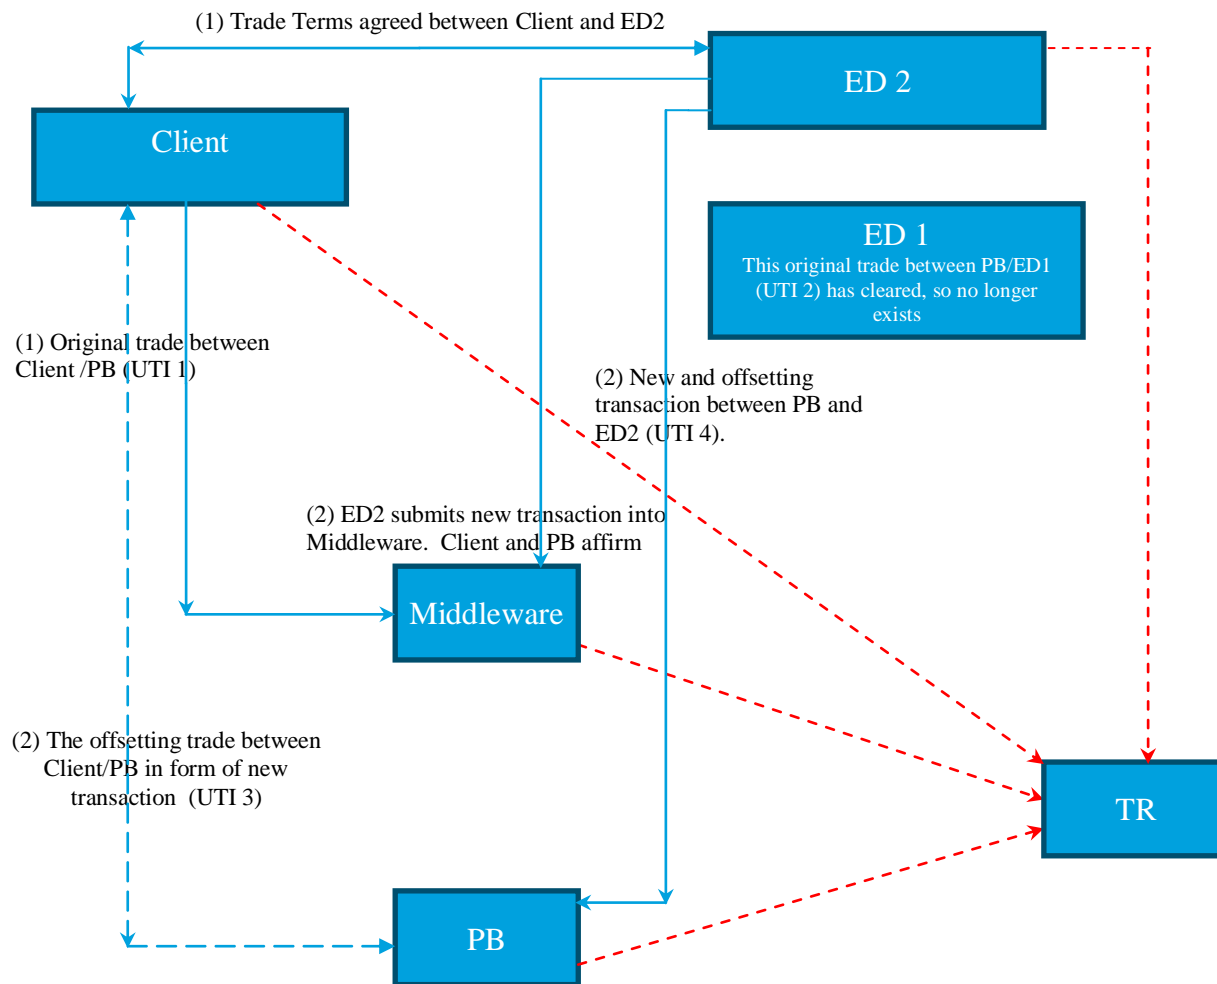 (1) Trade Terms agreed between Client and ED2
ED 2
Client
ED 1
This original trade between PB/ED1
(UTI 2) has cleared, so no longer
exists
(1) Original trade between
Client /PB (UTI 1)
(2) New and offsetting
transaction between PB and
ED2 (UTI 4).
(2) ED2 submits new transaction into
Middleware.  Client and PB affirm
Middleware
(2) The offsetting trade between
Client/PB in form of new
transaction  (UTI 3)
TR
PB